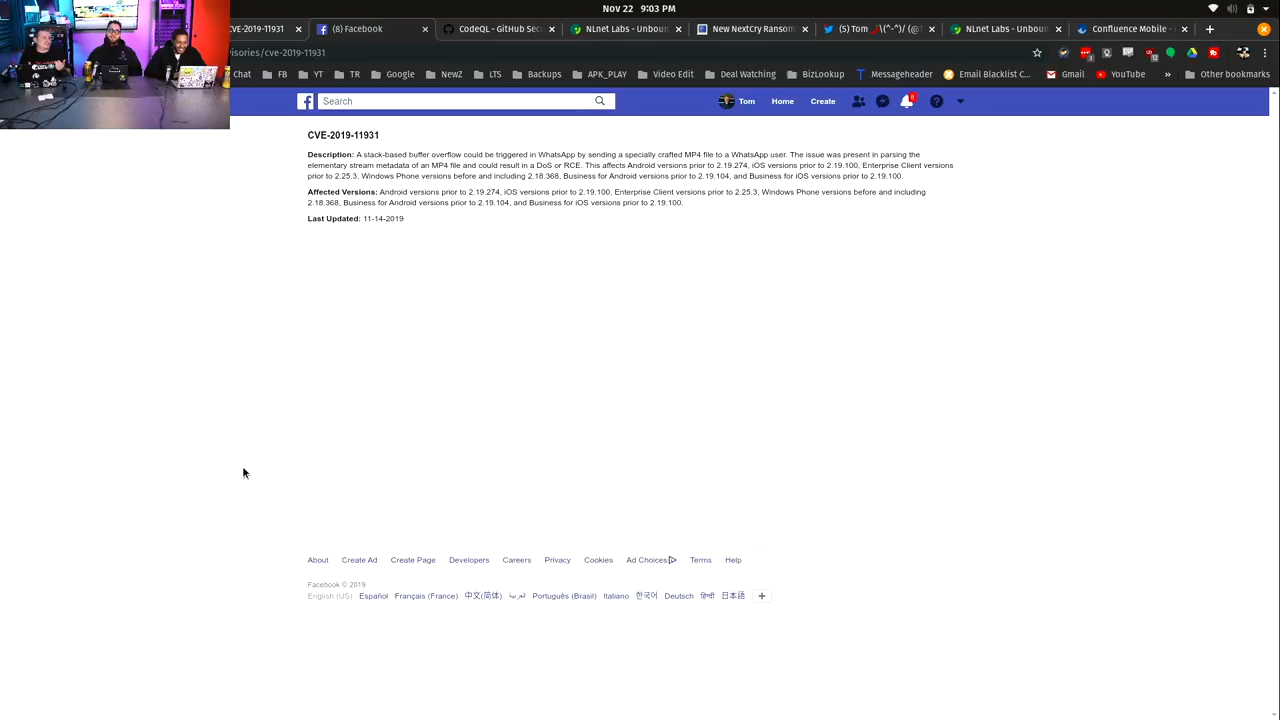 Nov 22 9:03 PM
CVE-2019-11931
(8) Facebook
CodeQL - GitHub Sec
NLnet Labs - Unbou
New NextCry Ransom
(5) Tom
/\(^-^)/ (@
NLnet Labs - Unbo
Confluence Mobile -
isories/cve-2019-11931
Chat
FB
YT
TR
Google
NewZ
LTS
Backups
APK_PLAY
Video Edit
Deal Watching
BizLookup
Messageheader
Email Blacklist C...
Gmail
YouTube
»
Other bookmarks
Search
Tom
Home
Create
8
CVE-2019-11931
Description: A stack-based buffer overflow could be triggered in WhatsApp by sending a specially crafted MP4 file to a WhatsApp user. The issue was present in parsing the
elementary stream metadata of an MP4 file and could result in a DoS or RCE. This affects Android versions prior to 2.19.274, iOS versions prior to 2.19.100, Enterprise Client versions
prior to 2.25.3, Windows Phone versions before and including 2.18.368, Business for Android versions prior to 2.19.104, and Business for iOS versions prior to 2.19.100.
Affected Versions: Android versions prior to 2.19.274, iOS versions prior to 2.19.100, Enterprise Client versions prior to 2.25.3, Windows Phone versions before and including
2.18.368, Business for Android versions prior to 2.19.104, and Business for iOS versions prior to 2.19.100.
Last Updated: 11-14-2019
About
Create Ad
Create Page
Developers
Careers
Privacy
Cookies
Ad Choices
Terms
Help
Facebook © 2019
English (US)
Español
Français (France)
中文(简体)
العربية
Português (Brasil)
Italiano
한국어
Deutsch
हिन्दी
日本語